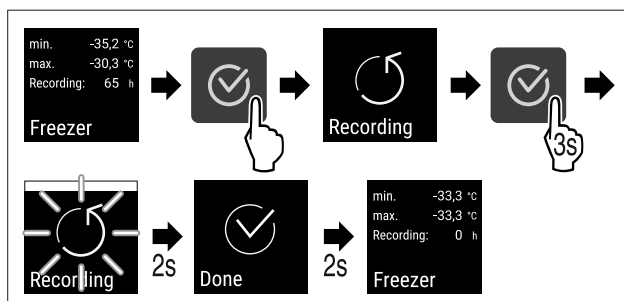 min. -35,2 °C
max. -30,3 °C
Recording: 65 h
Freezer
Recording
3s
Recording
2s
Done
2s
min. -33,3 °C
max. -33,3 °C
Recording: 0 h
Freezer